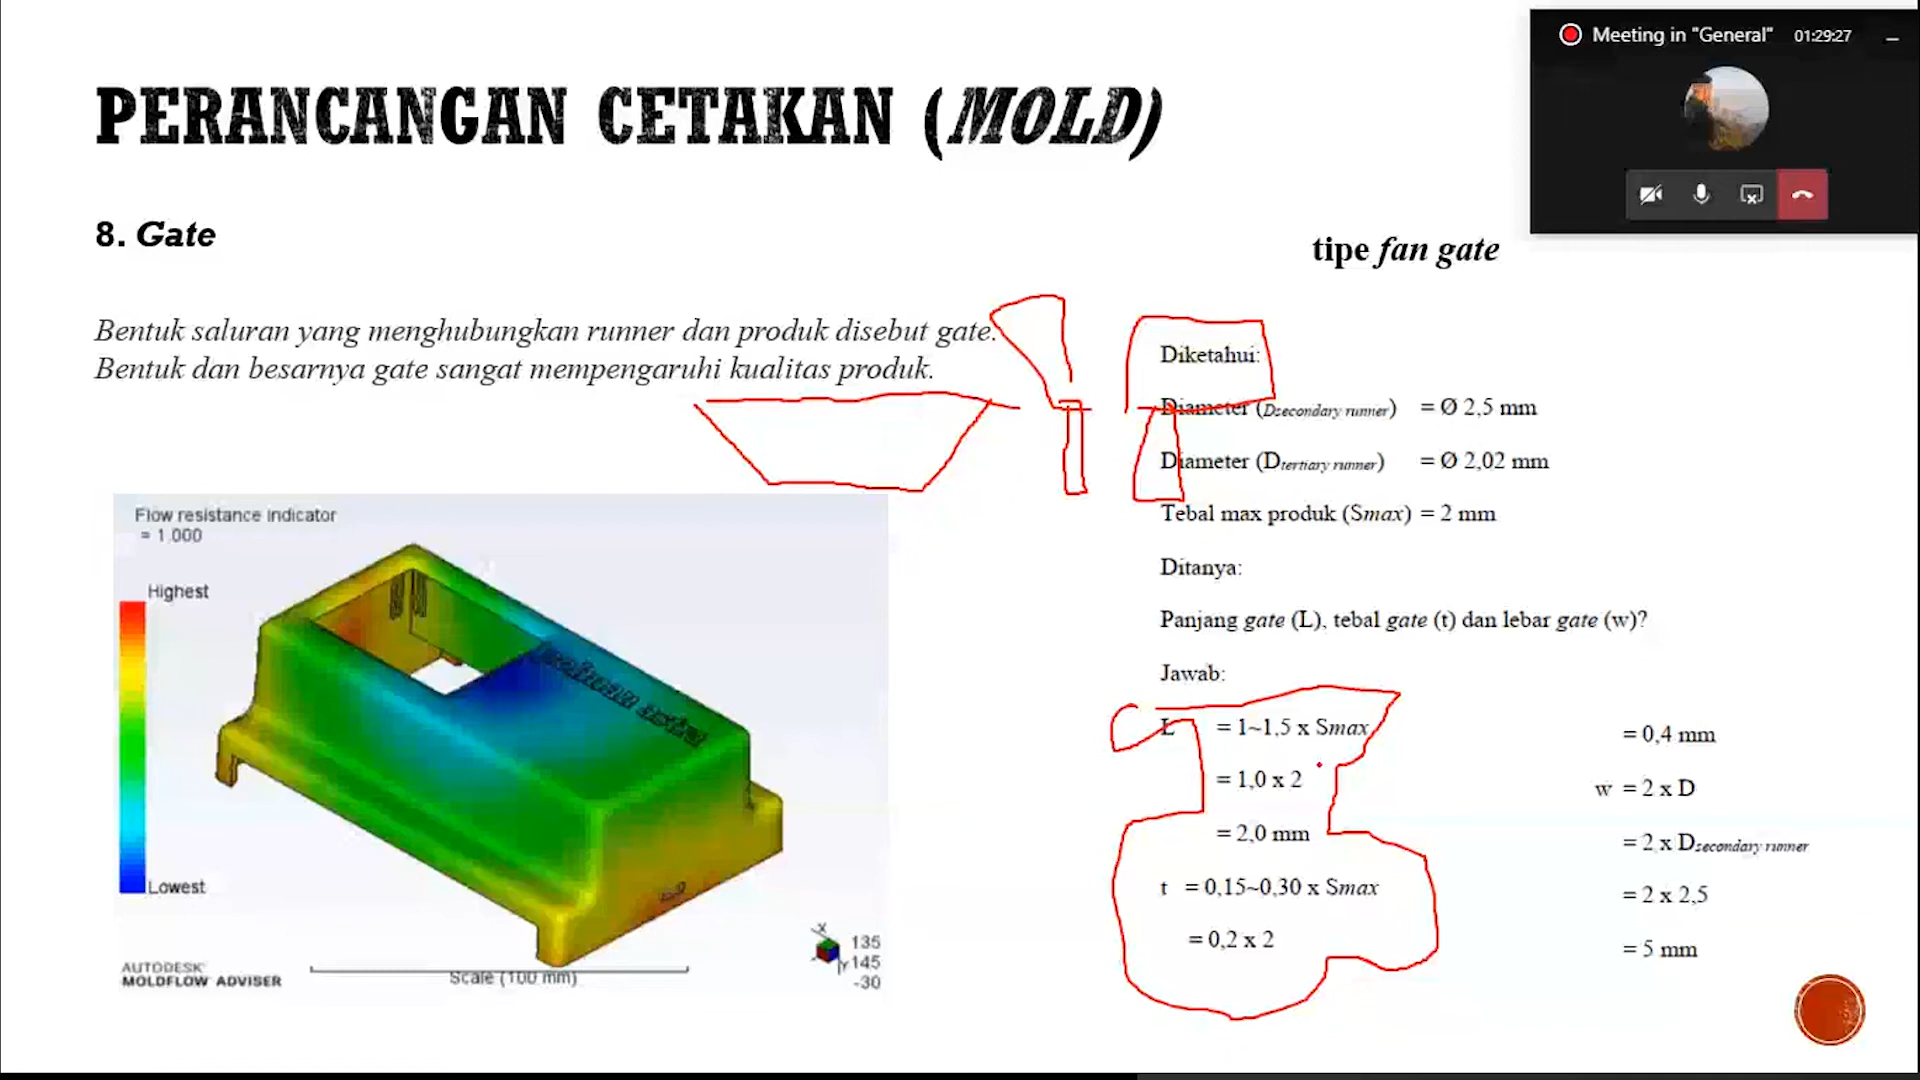 Meeting in "General" 01:29:27
PERANCANGAN CETAKAN (MOLD)
8. Gate
tipe fan gate
Bentuk saluran yang menghubungkan runner dan produk disebut gate.
Bentuk dan besarnya gate sangat mempengaruhi kualitas produk.
Flow resistance indicator
= 1.000
Highest
Lowest
AUTODESK
MOLDFLOW ADVISER
Scale (100 mm)
X
Y
135
145
-30
Diketahui:
Diameter (Dsecondary runner) = Ø 2,5 mm
Diameter (Dtertiary runner) = Ø 2,02 mm
Tebal max produk (Smax) = 2 mm
Ditanya:
Panjang gate (L), tebal gate (t) dan lebar gate (w)?
Jawab:
L = 1~1,5 x Smax
= 1,0 x 2
= 2,0 mm
t = 0,15~0,30 x Smax
= 0,2 x 2
= 0,4 mm
w = 2 x D
= 2 x Dsecondary runner
= 2 x 2,5
= 5 mm